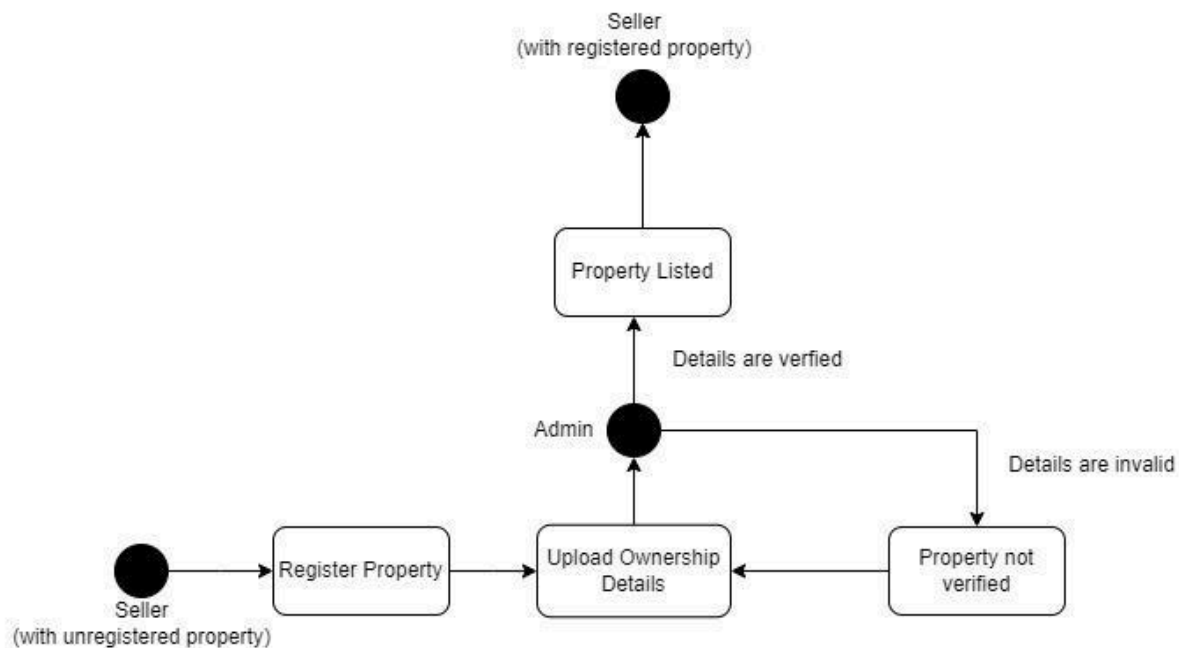 Seller
(with registered property)
Property Listed
Details are verfied
Admin
Details are invalid
Register Property
Upload Ownership
Details
Property not
verified
Seller
(with unregistered property)